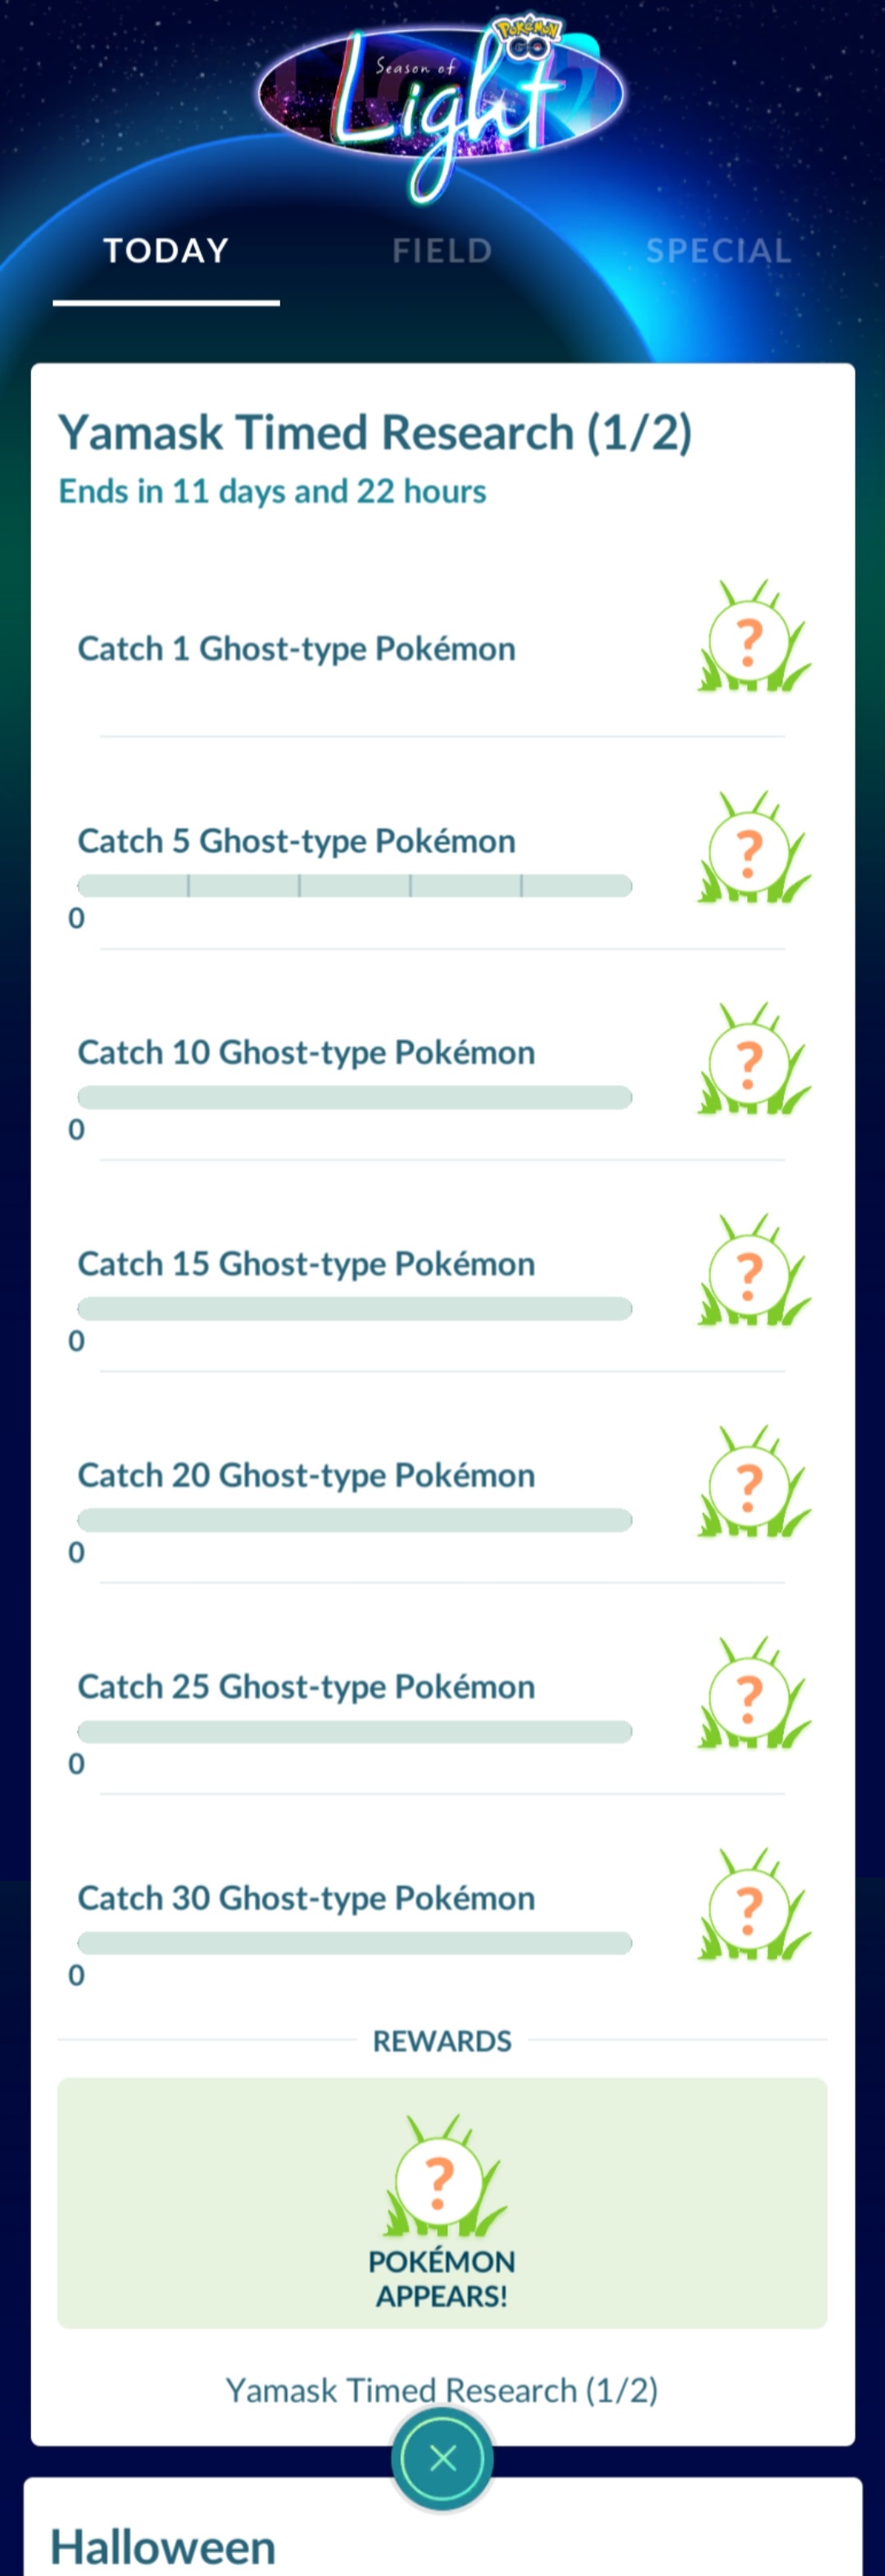 Pokémon
GO
Season of
Light
TODAY
FIELD
SPECIAL
Yamask Timed Research (1/2)
Ends in 11 days and 22 hours
Catch 1 Ghost-type Pokémon
?
Catch 5 Ghost-type Pokémon
?
0
Catch 10 Ghost-type Pokémon
?
0
Catch 15 Ghost-type Pokémon
?
0
Catch 20 Ghost-type Pokémon
?
0
Catch 25 Ghost-type Pokémon
?
0
Catch 30 Ghost-type Pokémon
?
0
REWARDS
?
POKÉMON
APPEARS!
Yamask Timed Research (1/2)
Halloween